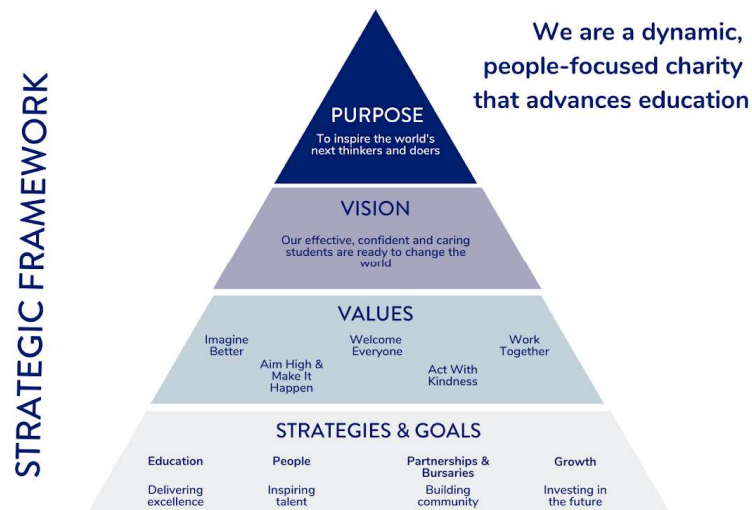 STRATEGIC FRAMEWORK
We are a dynamic,
people-focused charity
that advances education
PURPOSE
To inspire the world's
next thinkers and doers
VISION
Our effective, confident and caring
students are ready to change the
world
VALUES
Imagine
Better
Aim High &
Make It
Happen
Welcome
Everyone
Act With
Kindness
Work
Together
STRATEGIES & GOALS
Education
Delivering
excellence
People
Inspiring
talent
Partnerships &
Bursaries
Building
community
Growth
Investing in
the future